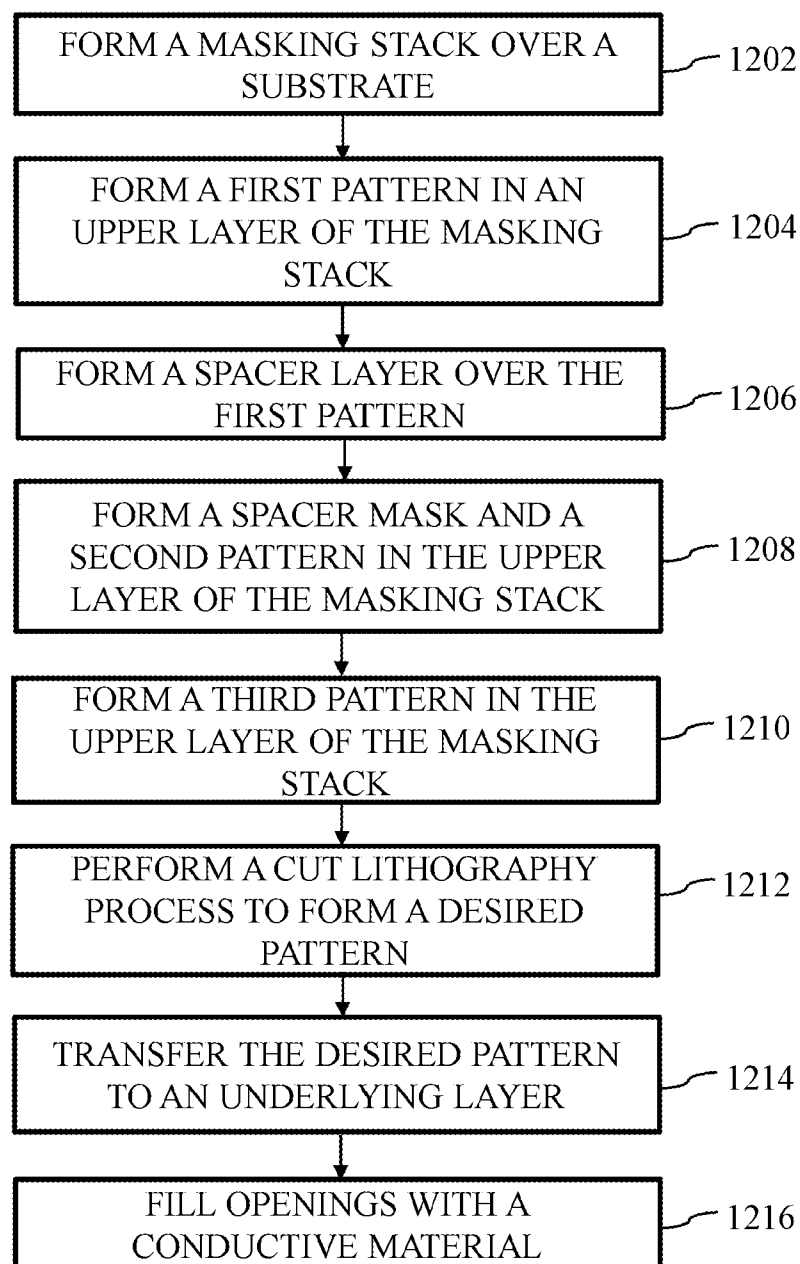 FORM A MASKING STACK OVER A
SUBSTRATE
1202
FORM A FIRST PATTERN IN AN
UPPER LAYER OF THE MASKING
STACK
1204
FORM A SPACER LAYER OVER THE
FIRST PATTERN
1206
FORM A SPACER MASK AND A
SECOND PATTERN IN THE UPPER
LAYER OF THE MASKING STACK
1208
FORM A THIRD PATTERN IN THE
UPPER LAYER OF THE MASKING
STACK
1210
PERFORM A CUT LITHOGRAPHY
PROCESS TO FORM A DESIRED
PATTERN
1212
TRANSFER THE DESIRED PATTERN
TO AN UNDERLYING LAYER
1214
FILL OPENINGS WITH A
CONDUCTIVE MATERIAL
1216